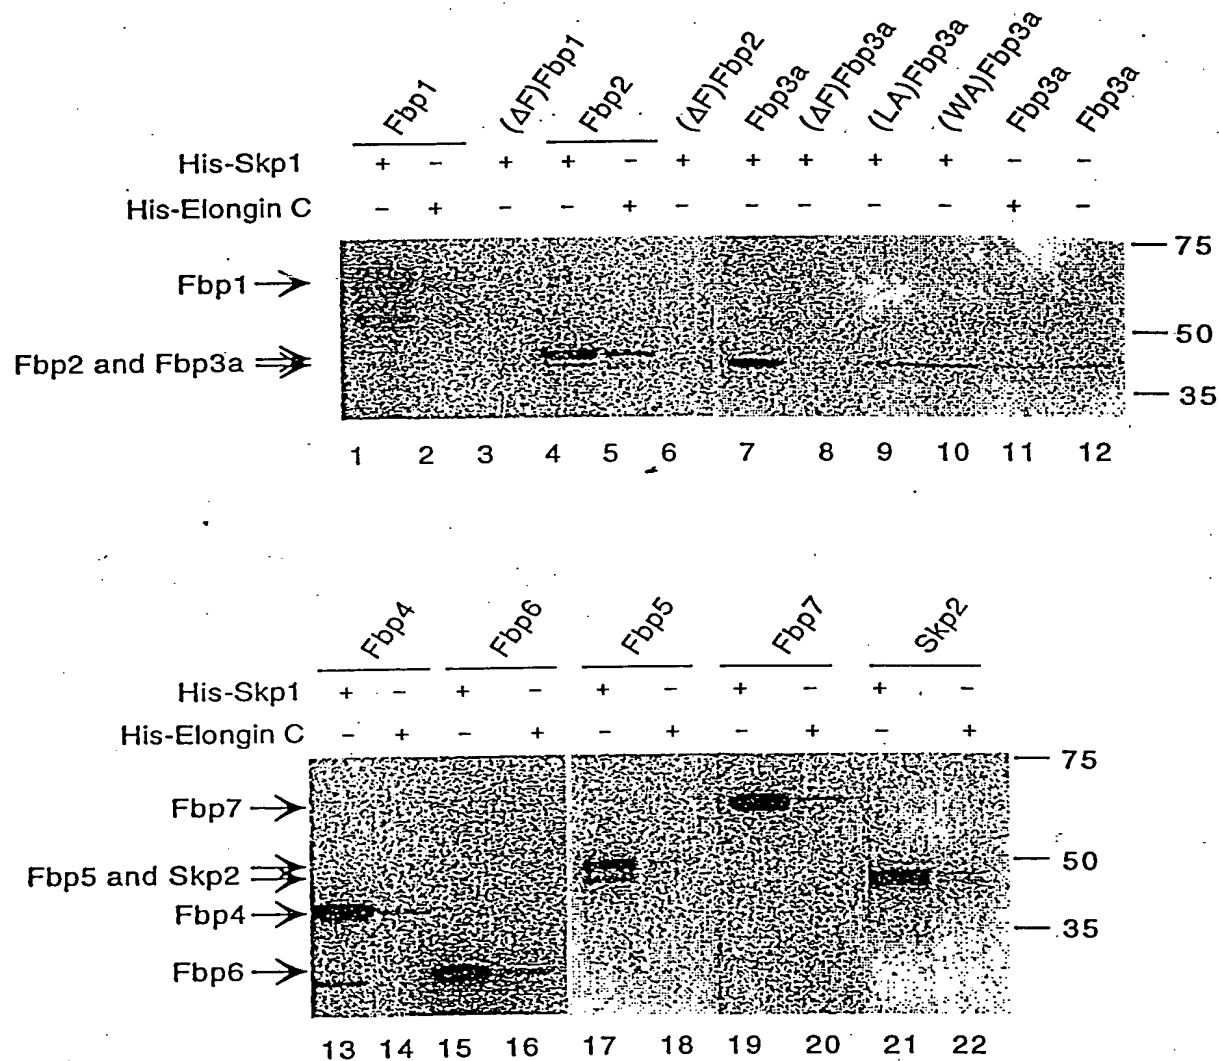 Fbp1 (ΔF)Fbp1 Fbp2 (ΔF)Fbp2 Fbp3a (ΔF)Fbp3a (LA)Fbp3a (WA)Fbp3a Fbp3a Fbp3a
His-Skp1 + − + + − + + + + + − −
His-Elongin C − + − − + − − − − − + −
75
Fbp1
50
Fbp2 and Fbp3a
35
1 2 3 4 5 6 7 8 9 10 11 12
Fbp4 Fbp6 Fbp5 Fbp7 Skp2
His-Skp1 + − + − + − + − + −
His-Elongin C − + − + − + − + − +
75
Fbp7
50
Fbp5 and Skp2
Fbp4
35
Fbp6
13 14 15 16 17 18 19 20 21 22